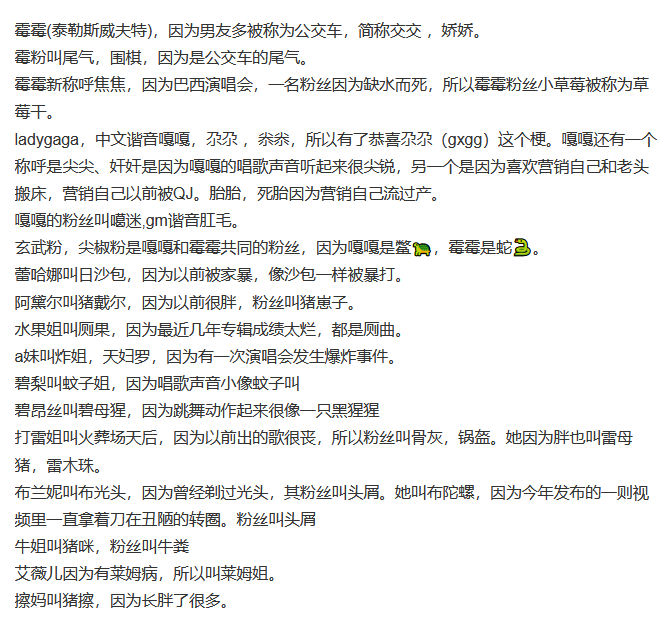 霉霉(泰勒斯威夫特)，因为男友多被称为公交车，简称交交 ，娇娇。
霉粉叫尾气，围棋，因为是公交车的尾气。
霉霉新称呼焦焦，因为巴西演唱会，一名粉丝因为缺水而死，所以霉霉粉丝小草莓被称为草
莓干。
ladygaga，中文谐音嘎嘎，尕尕 ，尜尜，所以有了恭喜尕尕（gxgg）这个梗。嘎嘎还有一个
称呼是尖尖、奸奸是因为嘎嘎的唱歌声音听起来很尖锐，另一个是因为喜欢营销自己和老头
搬床，营销自己以前被QJ。胎胎，死胎因为营销自己流过产。
嘎嘎的粉丝叫噶迷,gm谐音肛毛。
玄武粉，尖椒粉是嘎嘎和霉霉共同的粉丝，因为嘎嘎是鳖🐢，霉霉是蛇🐍。
蕾哈娜叫日沙包，因为以前被家暴，像沙包一样被暴打。
阿黛尔叫猪戴尔，因为以前很胖，粉丝叫猪崽子。
水果姐叫厕果，因为最近几年专辑成绩太烂，都是厕曲。
a妹叫炸姐，天妇罗，因为有一次演唱会发生爆炸事件。
碧梨叫蚊子姐，因为唱歌声音小像蚊子叫
碧昂丝叫碧母猩，因为跳舞动作起来很像一只黑猩猩
打雷姐叫火葬场天后，因为以前出的歌很丧，所以粉丝叫骨灰，锅盔。她因为胖也叫雷母
猪，雷木珠。
布兰妮叫布光头，因为曾经剃过光头，其粉丝叫头屑。她叫布陀螺，因为今年发布的一则视
频里一直拿着刀在丑陋的转圈。粉丝叫头屑
牛姐叫猪咪，粉丝叫牛粪
艾薇儿因为有莱姆病，所以叫莱姆姐。
擦妈叫猪擦，因为长胖了很多。